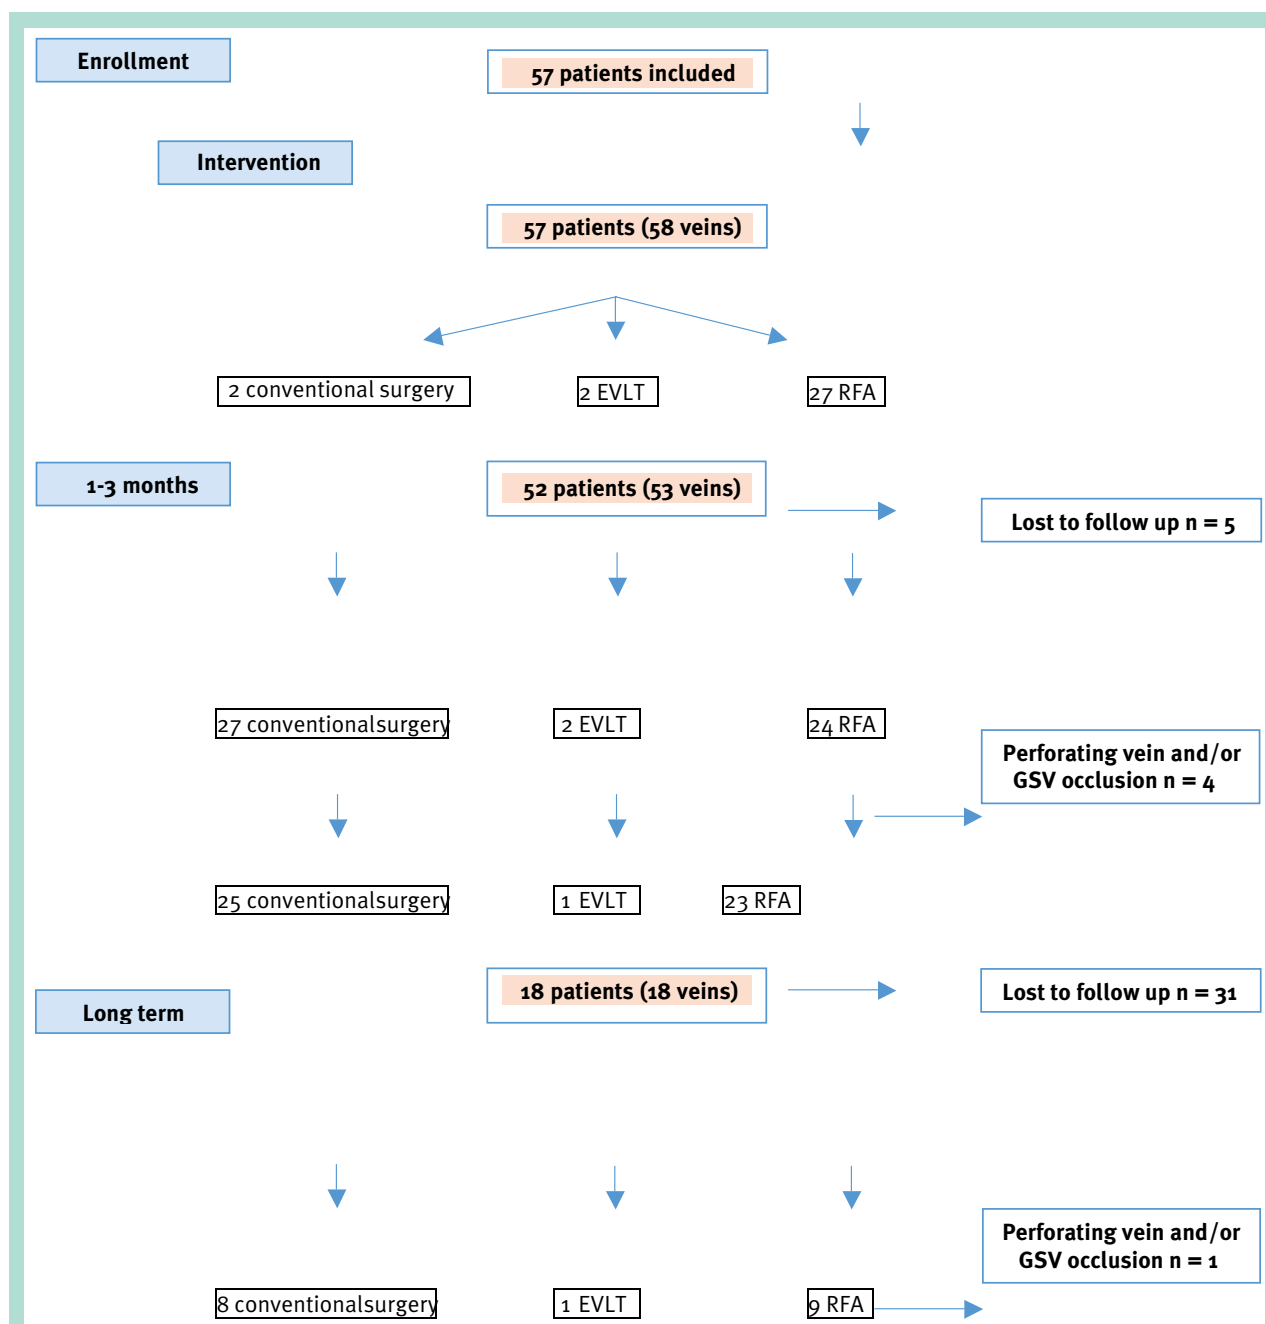 Enrollment
57 patients included
Intervention
57 patients (58 veins)
2 conventional surgery
2 EVLT
27 RFA
1-3 months
52 patients (53 veins)
Lost to follow up n = 5
27 conventionalsurgery
2 EVLT
24 RFA
Perforating vein and/or
GSV occlusion n = 4
25 conventionalsurgery
1 EVLT
23 RFA
Long term
18 patients (18 veins)
Lost to follow up n = 31
Perforating vein and/or
GSV occlusion n = 1
8 conventionalsurgery
1 EVLT
9 RFA